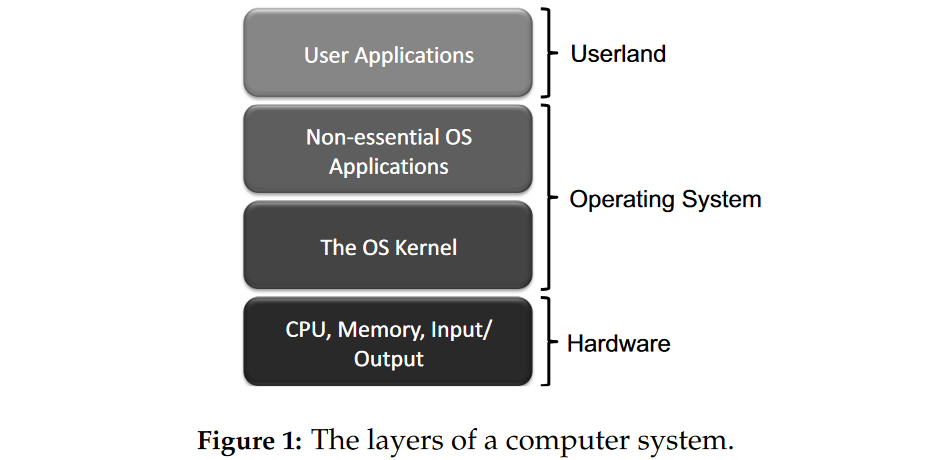 User Applications
Userland
Non-essential OS
Applications
Operating System
The OS Kernel
CPU, Memory, Input/
Output
Hardware
Figure 1: The layers of a computer system.